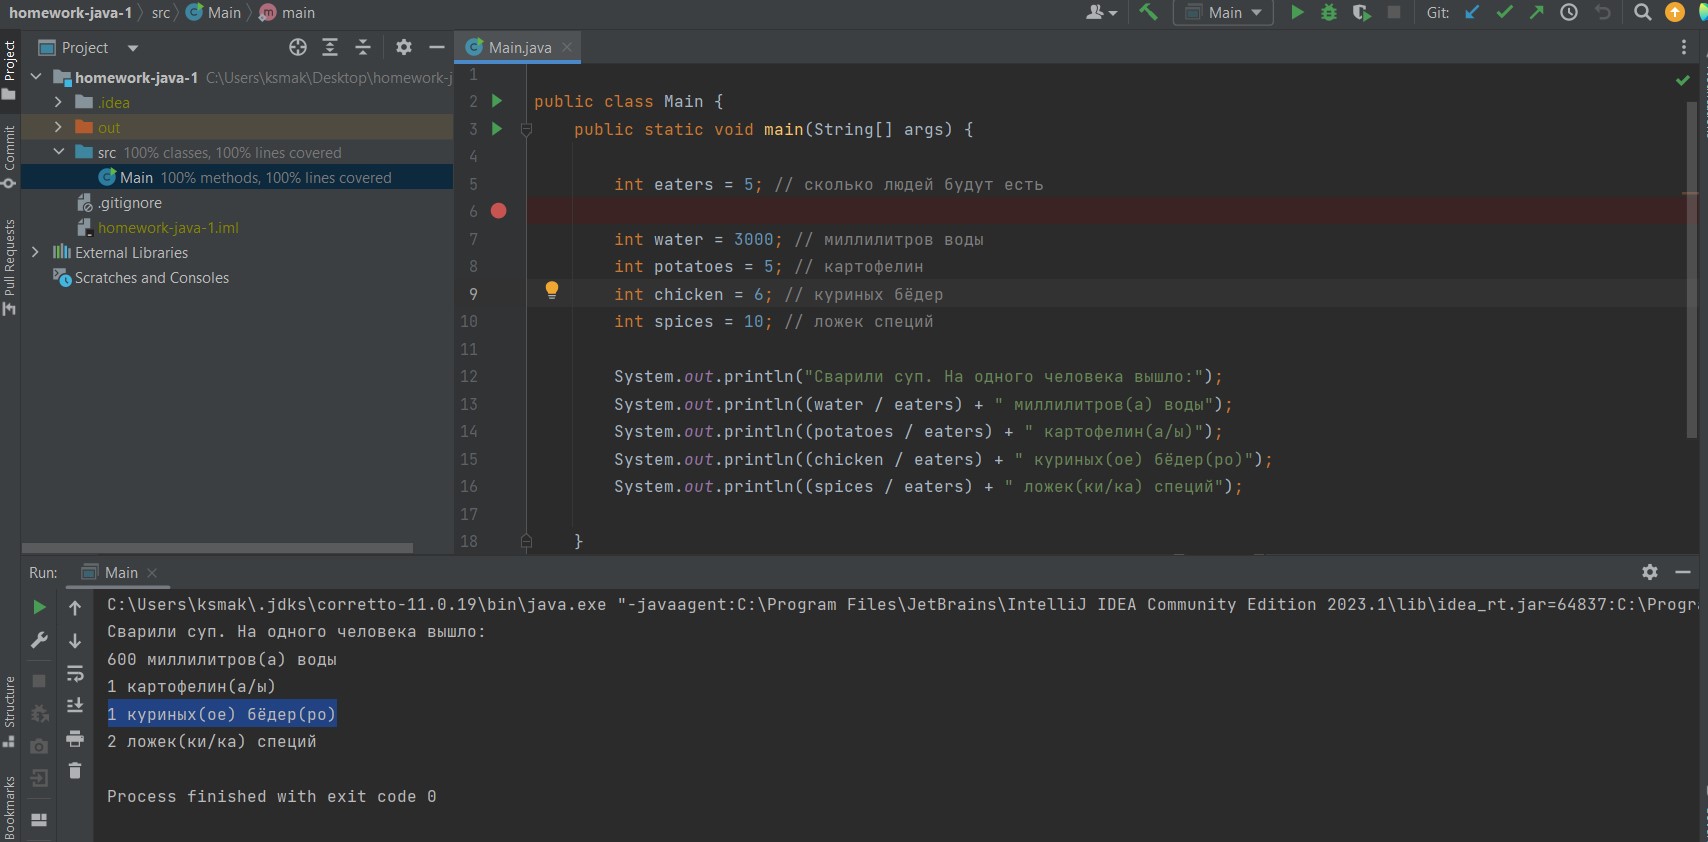 homework-java-1 src Main main Main Git:
Project
Main.java
homework-java-1 C:\Users\ksmak\Desktop\homework-j
.idea
out
src 100% classes, 100% lines covered
Main 100% methods, 100% lines covered
.gitignore
homework-java-1.iml
External Libraries
Scratches and Consoles
Project
Commit
Pull Requests
Structure
Bookmarks
1
2 public class Main {
3 public static void main(String[] args) {
4
5 int eaters = 5; // сколько людей будут есть
6
7 int water = 3000; // миллилитров воды
8 int potatoes = 5; // картофелин
9 int chicken = 6; // куриных бёдер
10 int spices = 10; // ложек специй
11
12 System.out.println("Сварили суп. На одного человека вышло:");
13 System.out.println((water / eaters) + " миллилитров(а) воды");
14 System.out.println((potatoes / eaters) + " картофелин(а/ы)");
15 System.out.println((chicken / eaters) + " куриных(ое) бёдер(ро)");
16 System.out.println((spices / eaters) + " ложек(ки/ка) специй");
17
18 }
Run: Main
C:\Users\ksmak\.jdks\corretto-11.0.19\bin\java.exe "-javaagent:C:\Program Files\JetBrains\IntelliJ IDEA Community Edition 2023.1\lib\idea_rt.jar=64837:C:\Progr
Сварили суп. На одного человека вышло:
600 миллилитров(а) воды
1 картофелин(а/ы)
1 куриных(ое) бёдер(ро)
2 ложек(ки/ка) специй
Process finished with exit code 0